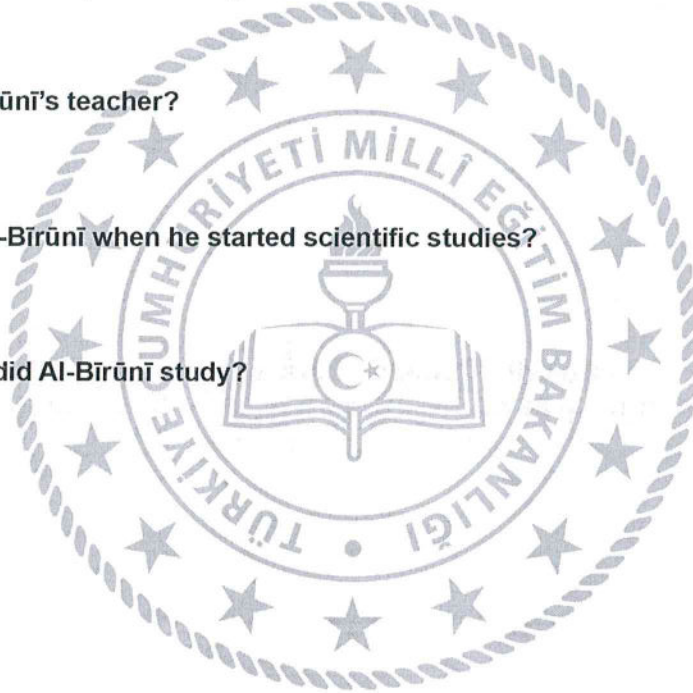 ūnī's teacher?
-Bīrūnī when he started scientific studies?
did Al-Bīrūnī study?
TÜRKİYE CUMHURİYETİ MİLLÎ EĞİTİM BAKANLIĞI